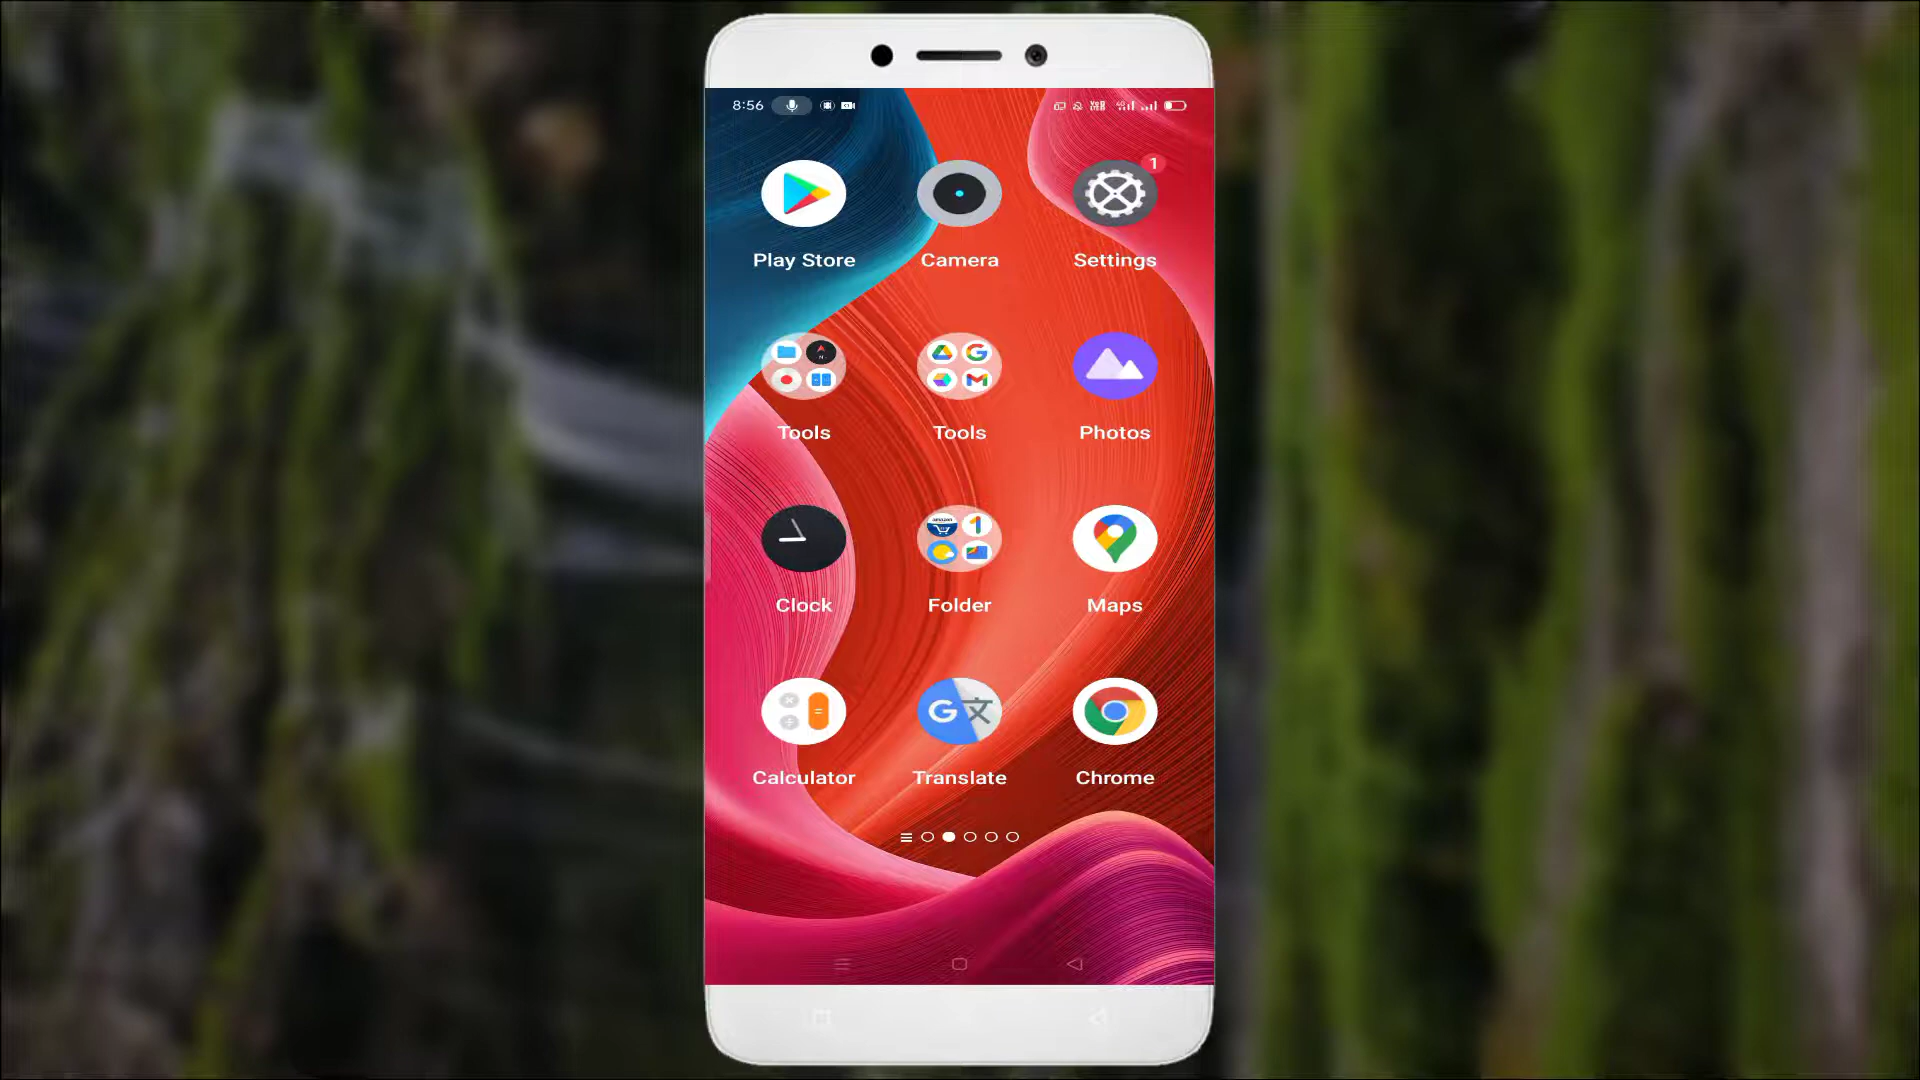 8:56
1
Play Store
Camera
Settings
Tools
Tools
Photos
Clock
Folder
Maps
Calculator
Translate
Chrome